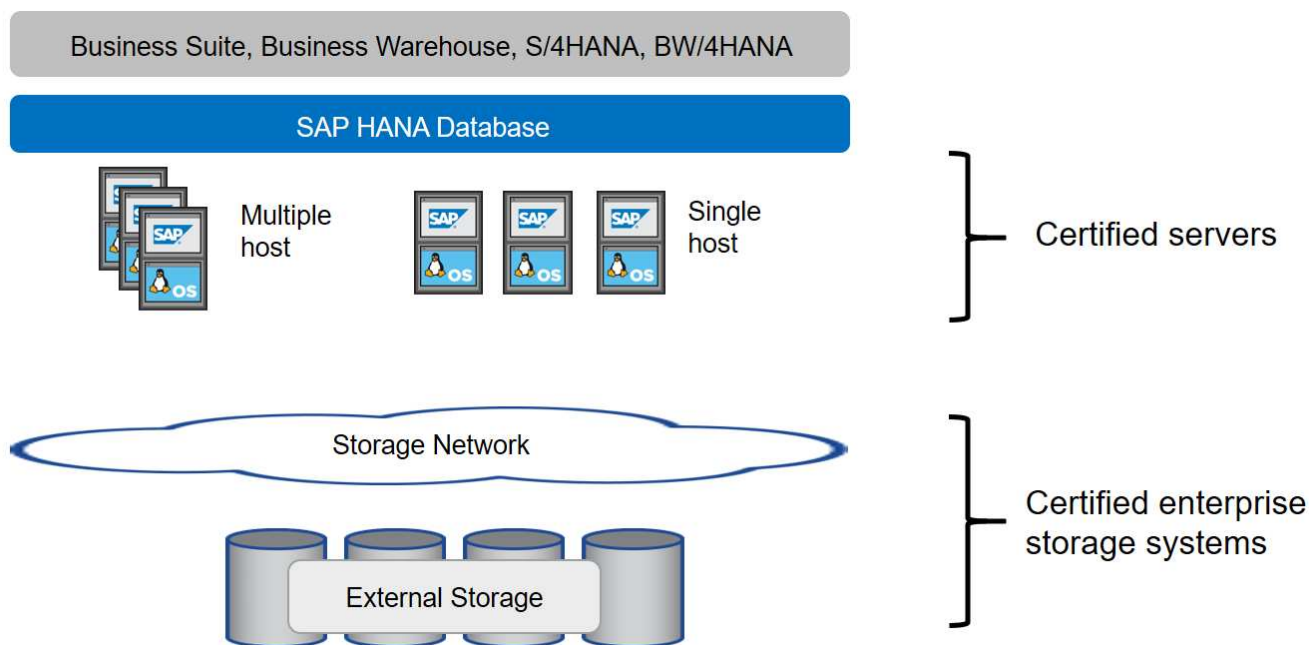 Business Suite, Business Warehouse, S/4HANA, BW/4HANA
SAP HANA Database
Multiple
host
Single
host
SAP
SAP
SAP
SAP
OS
OS
OS
OS
Certified servers
Storage Network
Certified enterprise
storage systems
External Storage